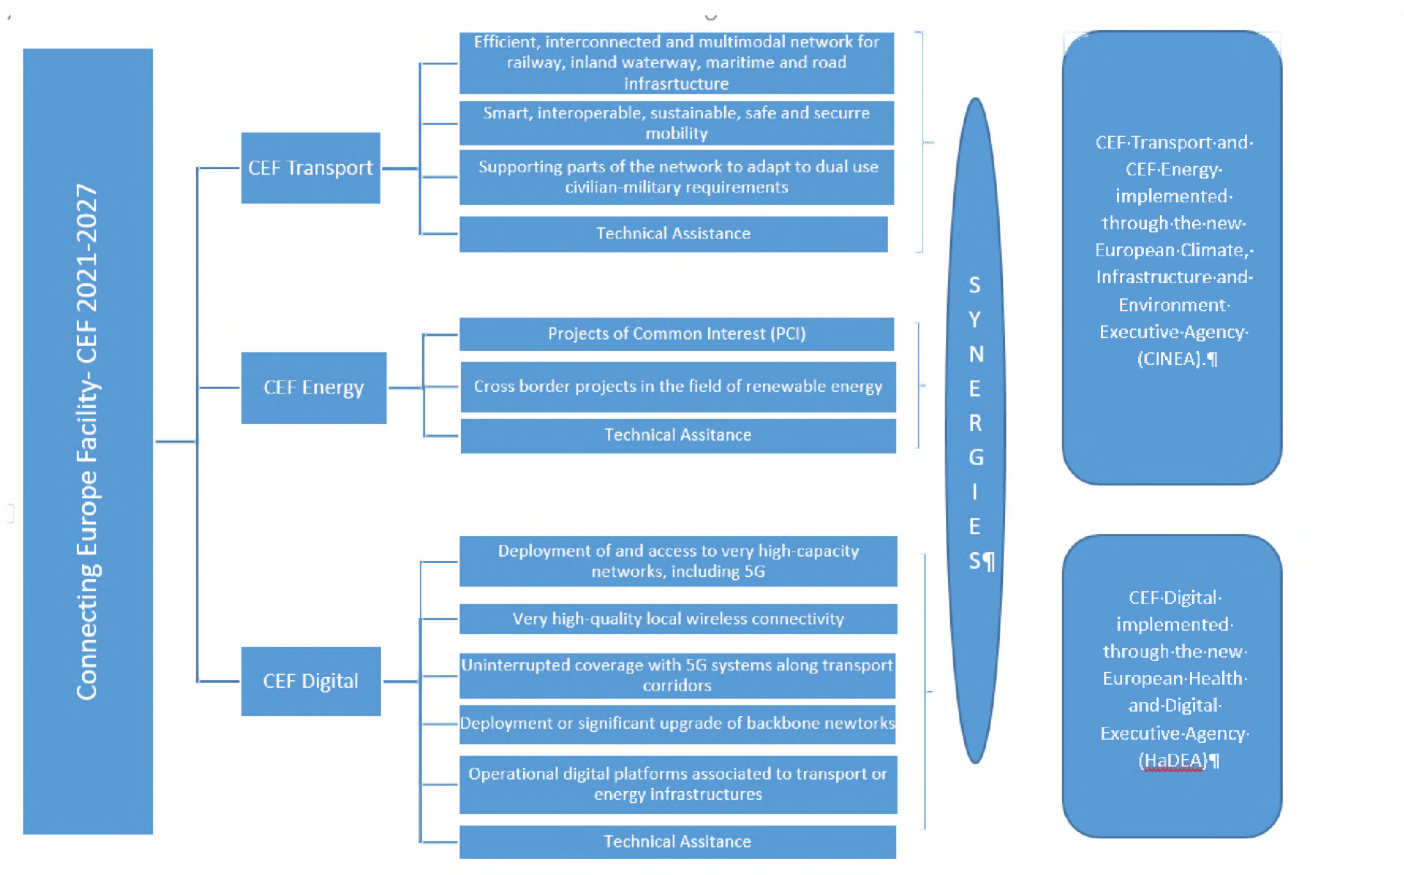 Connecting Europe Facility- CEF 2021-2027
CEF Transport
Efficient, interconnected and multimodal network for
railway, inland waterway, maritime and road
infrasrtucture
Smart, interoperable, sustainable, safe and securre
mobility
Supporting parts of the network to adapt to dual use
civilian-military requirements
Technical Assistance
CEF Energy
Projects of Common Interest (PCI)
Cross border projects in the field of renewable energy
Technical Assitance
CEF Digital
Deployment of and access to very high-capacity
networks, including 5G
Very high-quality local wireless connectivity
Uninterrupted coverage with 5G systems along transport
corridors
Deployment or significant upgrade of backbone newtorks
Operational digital platforms associated to transport or
energy infrastructures
Technical Assitance
S
Y
N
E
R
G
I
E
S¶
CEF·Transport·and·
CEF·Energy·
implemented·
through·the·new·
European·Climate,·
Infrastructure·and·
Environment·
Executive·Agency·
(CINEA).¶
CEF·Digital·
implemented·
through·the·new·
European·Health·
and·Digital·
Executive·Agency·
(HaDEA)¶